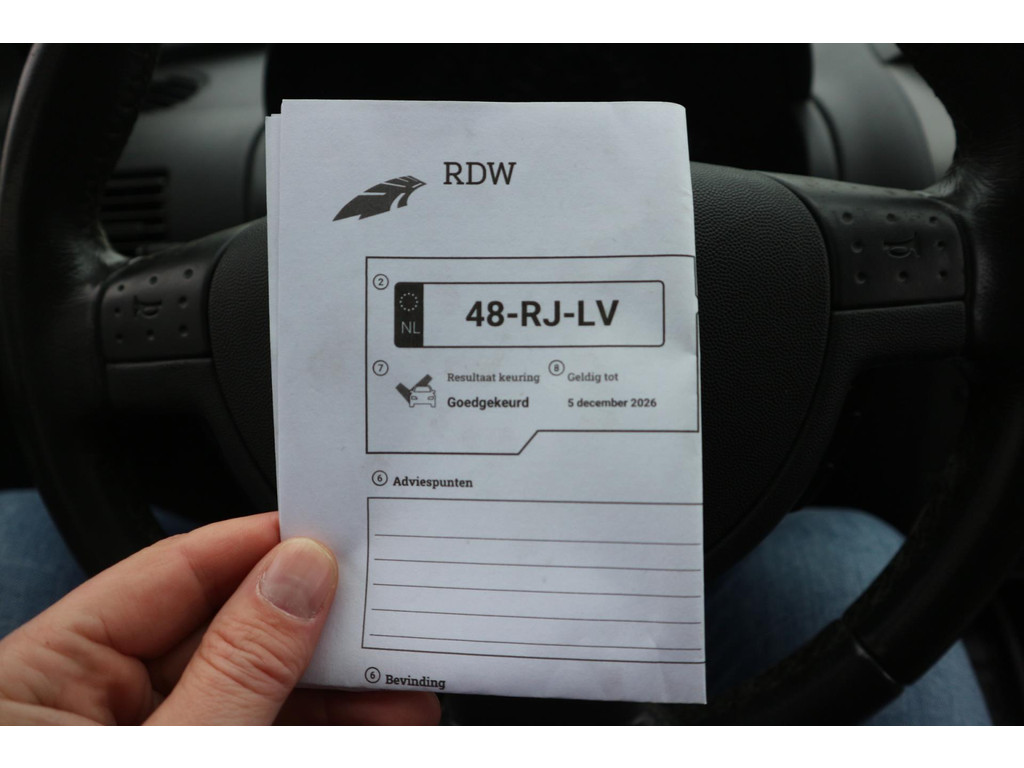 RDW
2
NL
48-RJ-LV
7
Resultaat keuring
8
Geldig tot
Goedgekeurd
5 december 2026
6 Adviespunten
6 Bevinding